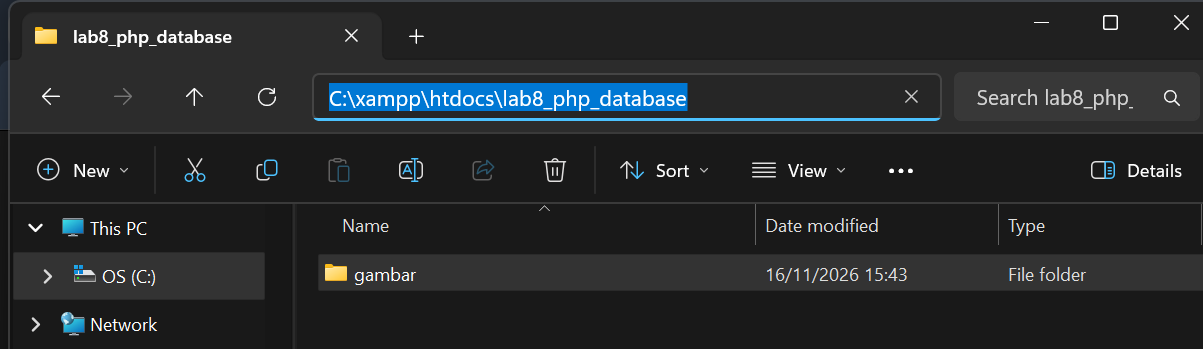 lab8_php_database
C:\xampp\htdocs\lab8_php_database
Search lab8_php_
New
Sort
View
Details
This PC
OS (C:)
Network
Name Date modified Type
gambar 16/11/2026 15:43 File folder